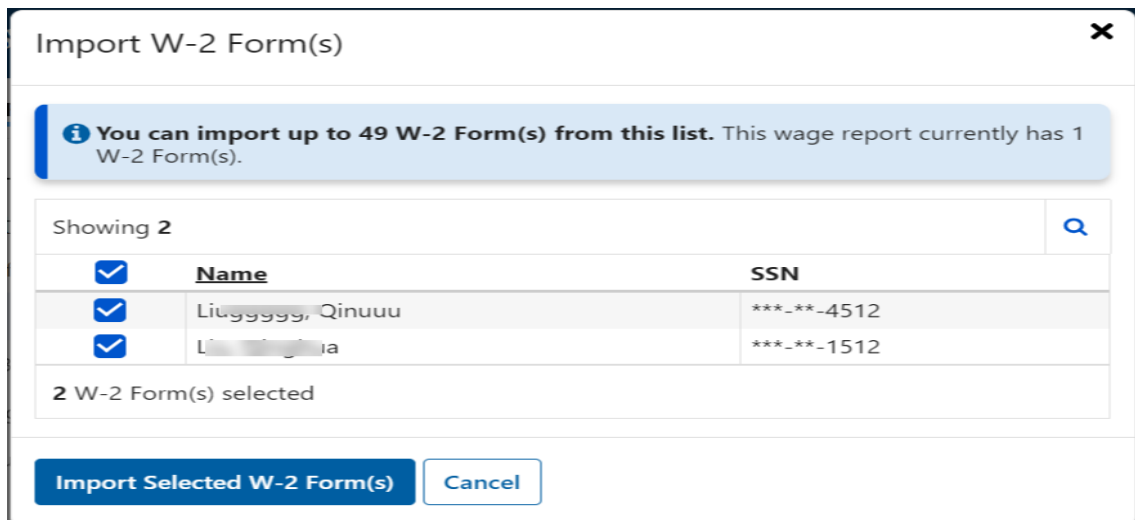 Import W-2 Form(s)
You can import up to 49 W-2 Form(s) from this list. This wage report currently has 1
W-2 Form(s).
Showing 2
Name SSN
Qinuuu ***-**-4512
***-**-1512
2 W-2 Form(s) selected
Import Selected W-2 Form(s) Cancel